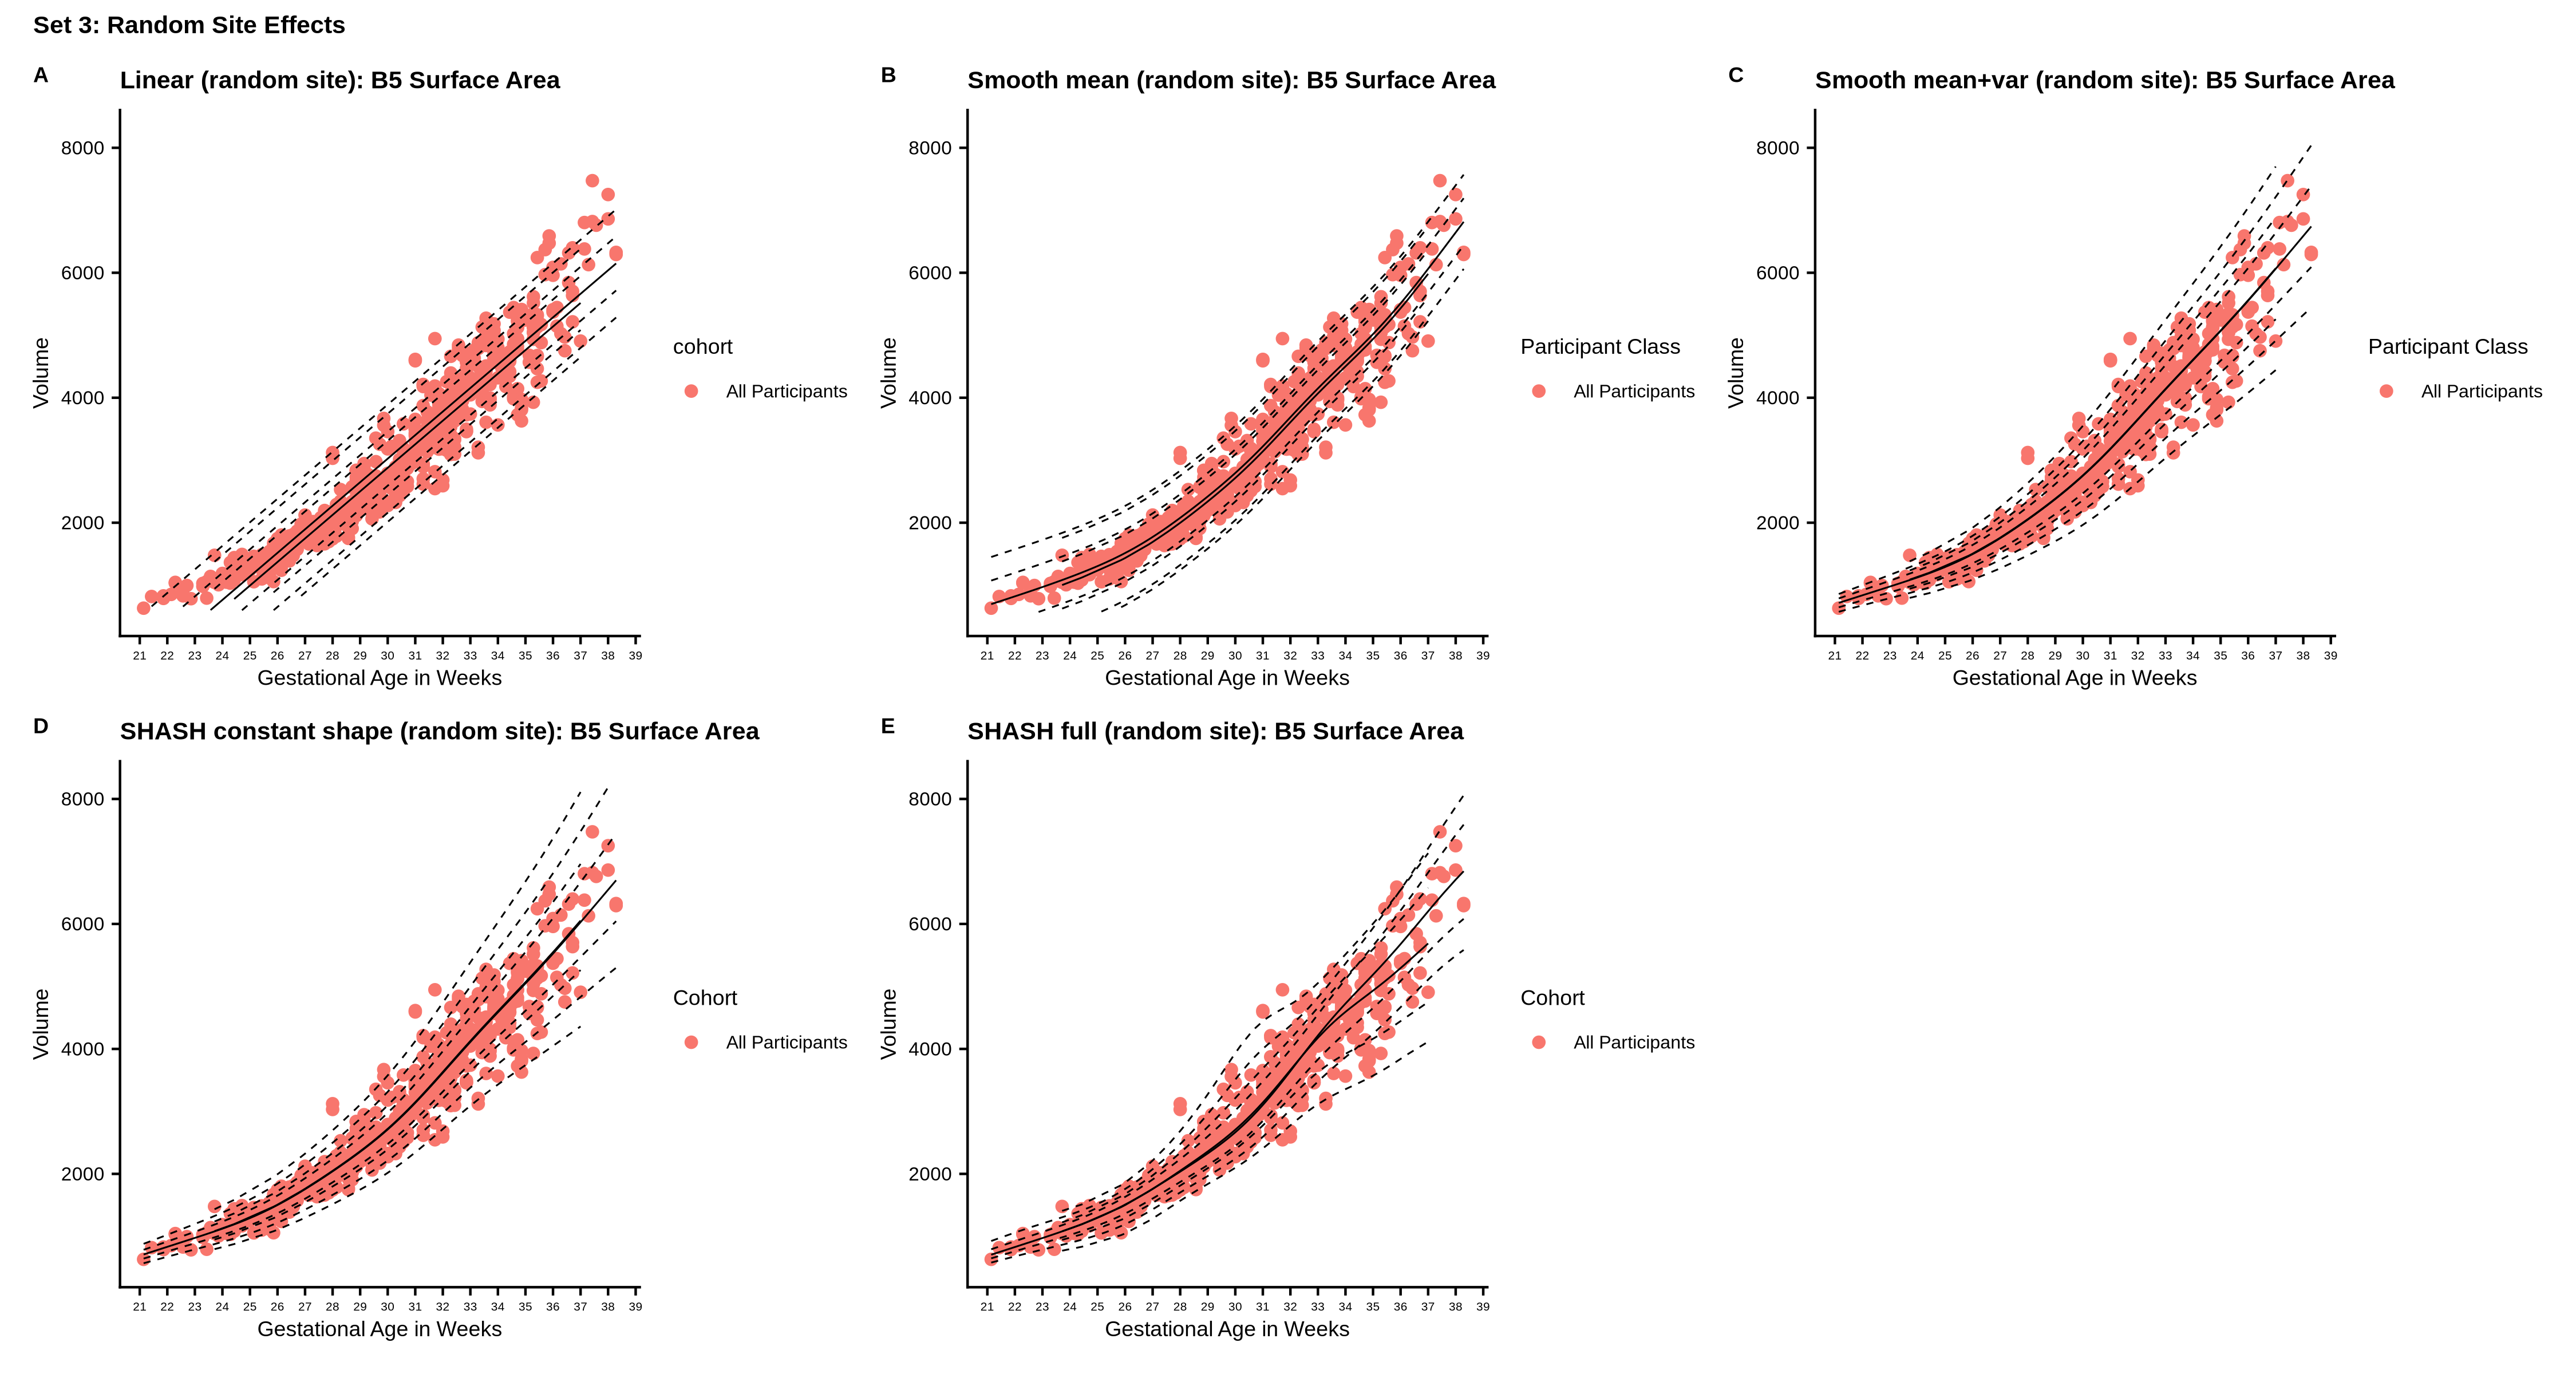 Set 3: Random Site Effects
A
Linear (random site): B5 Surface Area
8000
6000
4000
2000
Volume
21 22 23 24 25 26 27 28 29 30 31 32 33 34 35 36 37 38 39
Gestational Age in Weeks
cohort
All Participants
B
Smooth mean (random site): B5 Surface Area
8000
6000
4000
2000
Volume
21 22 23 24 25 26 27 28 29 30 31 32 33 34 35 36 37 38 39
Gestational Age in Weeks
Participant Class
All Participants
C
Smooth mean+var (random site): B5 Surface Area
8000
6000
4000
2000
Volume
21 22 23 24 25 26 27 28 29 30 31 32 33 34 35 36 37 38 39
Gestational Age in Weeks
Participant Class
All Participants
D
SHASH constant shape (random site): B5 Surface Area
8000
6000
4000
2000
Volume
21 22 23 24 25 26 27 28 29 30 31 32 33 34 35 36 37 38 39
Gestational Age in Weeks
Cohort
All Participants
E
SHASH full (random site): B5 Surface Area
8000
6000
4000
2000
Volume
21 22 23 24 25 26 27 28 29 30 31 32 33 34 35 36 37 38 39
Gestational Age in Weeks
Cohort
All Participants